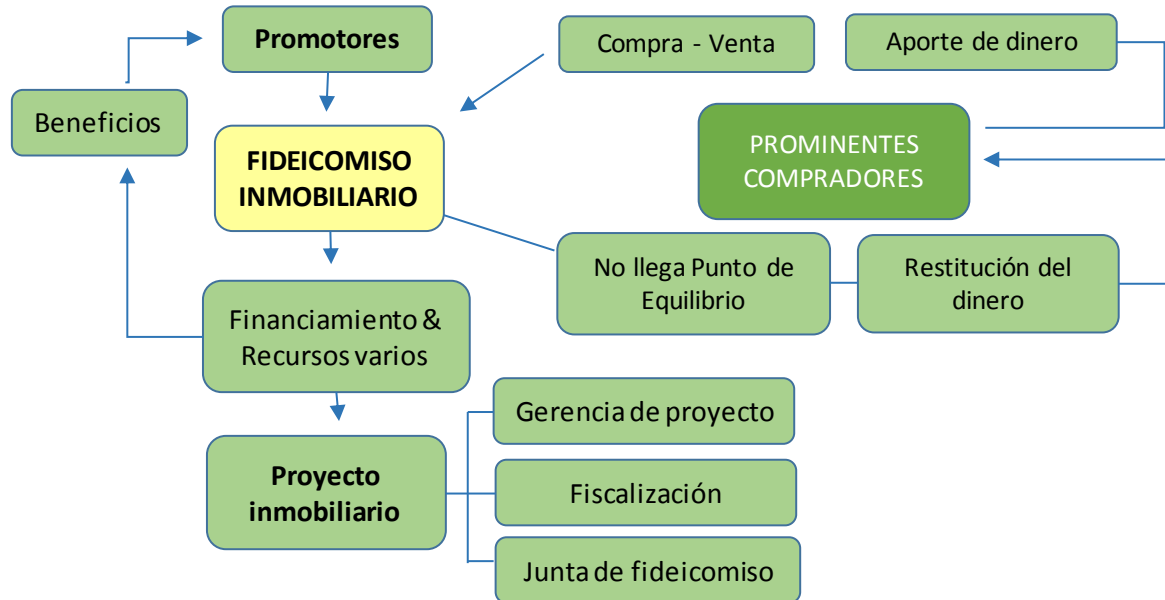 Promotores
Compra - Venta
Aporte de dinero
Beneficios
FIDEICOMISO
INMOBILIARIO
PROMINENTES
COMPRADORES
No llega Punto de
Equilibrio
Restitución del
dinero
Financiamiento &
Recursos varios
Gerencia de proyecto
Proyecto
inmobiliario
Fiscalización
Junta de fideicomiso